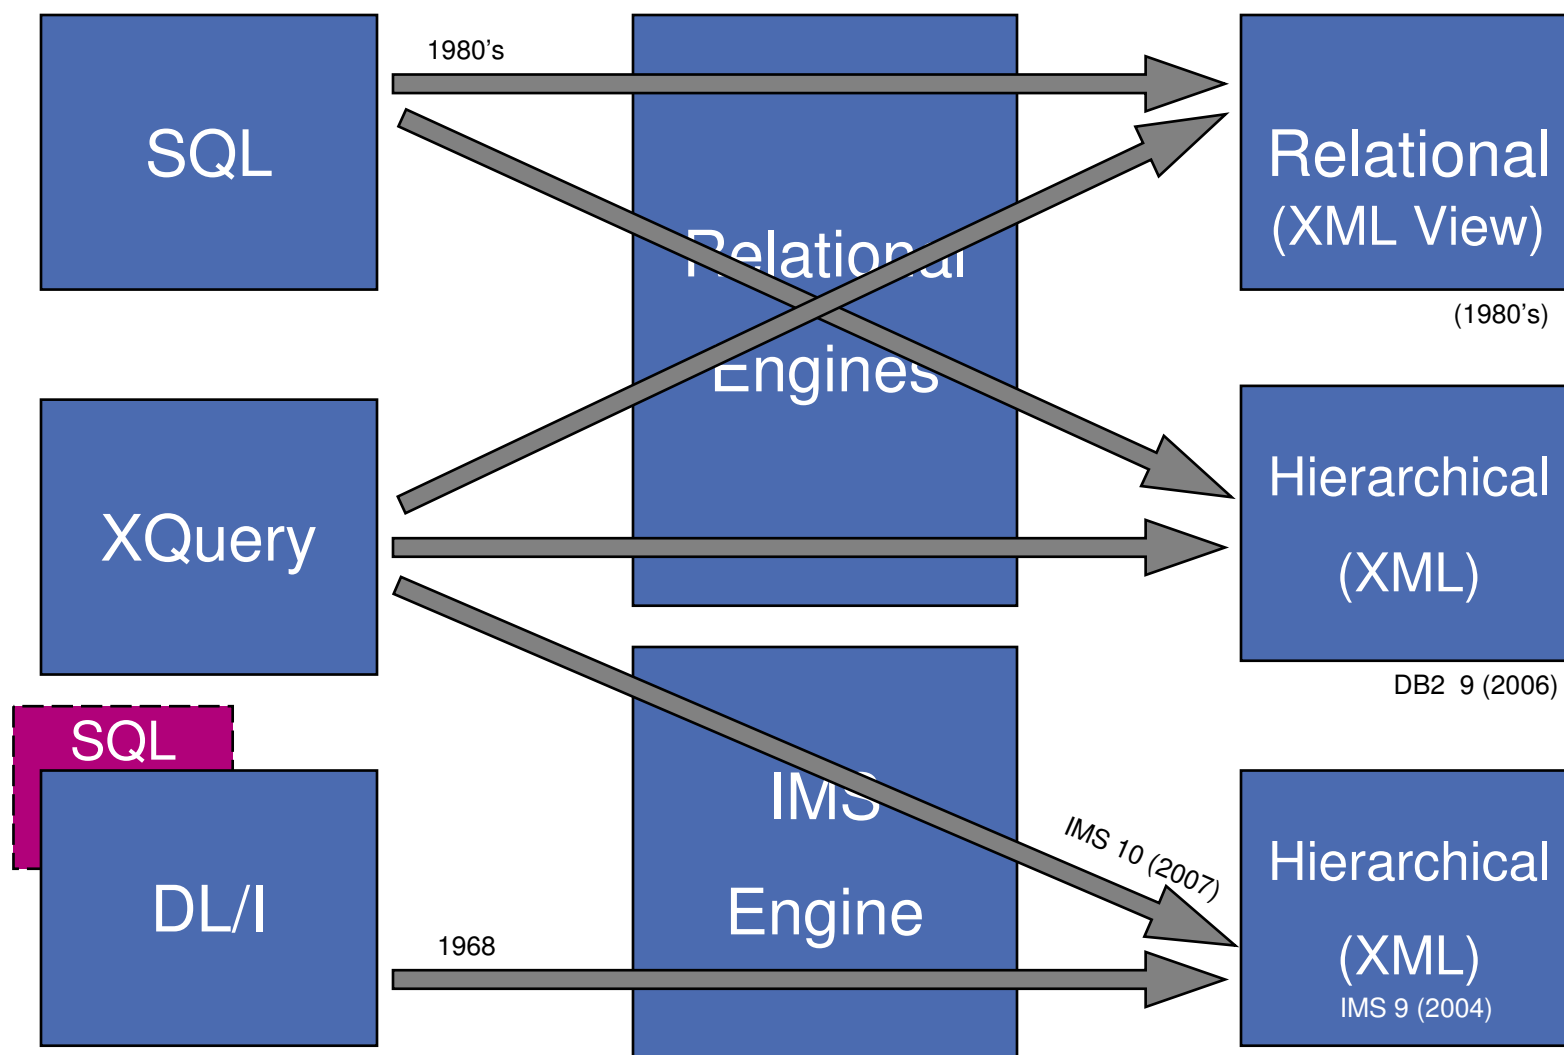 SQL
1980's
Relational
Engines
Relational
(XML View)
(1980's)
XQuery
Hierarchical
(XML)
DB2 9 (2006)
SQL
DL/I
1968
IMS
Engine
IMS 10 (2007)
Hierarchical
(XML)
IMS 9 (2004)